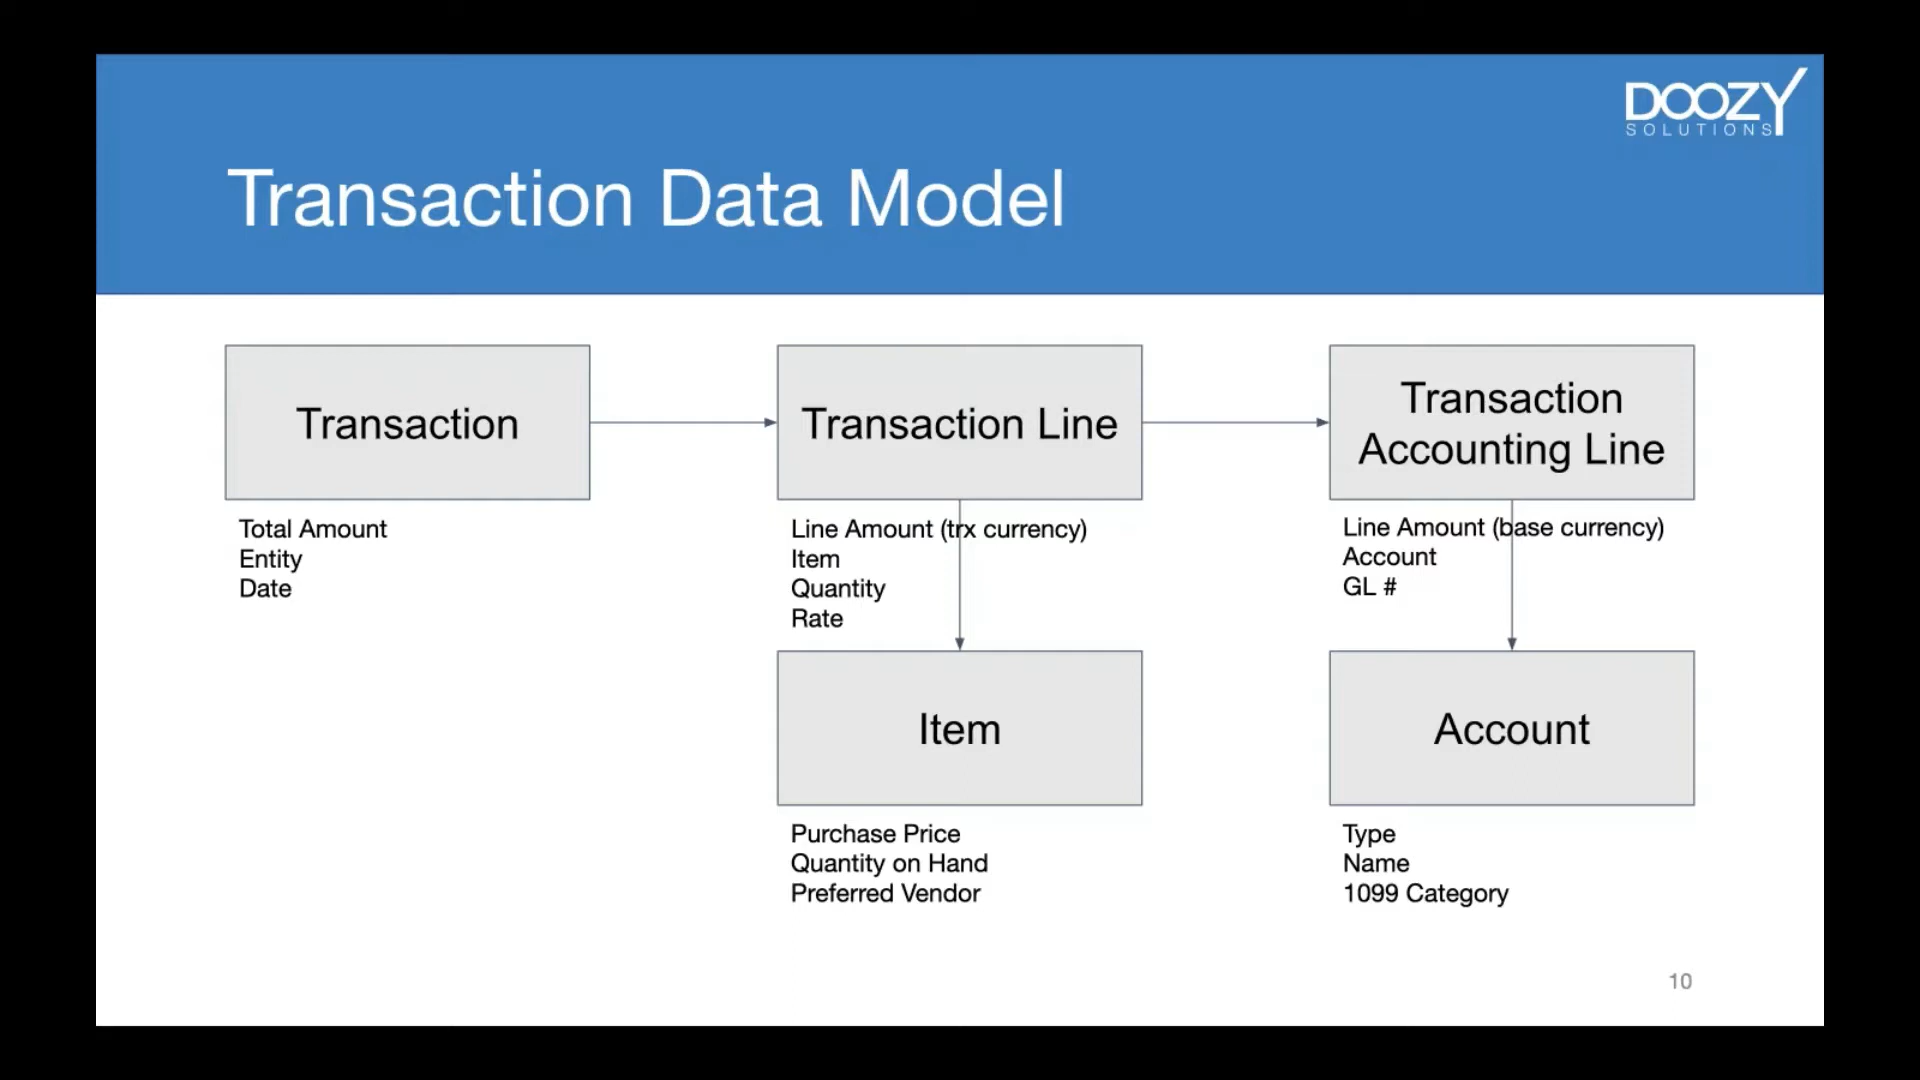 DOOZY
SOLUTIONS
Transaction Data Model
Transaction
Total Amount
Entity
Date
Transaction Line
Line Amount (trx currency)
Item
Quantity
Rate
Transaction
Accounting Line
Line Amount (base currency)
Account
GL #
Item
Purchase Price
Quantity on Hand
Preferred Vendor
Account
Type
Name
1099 Category
10